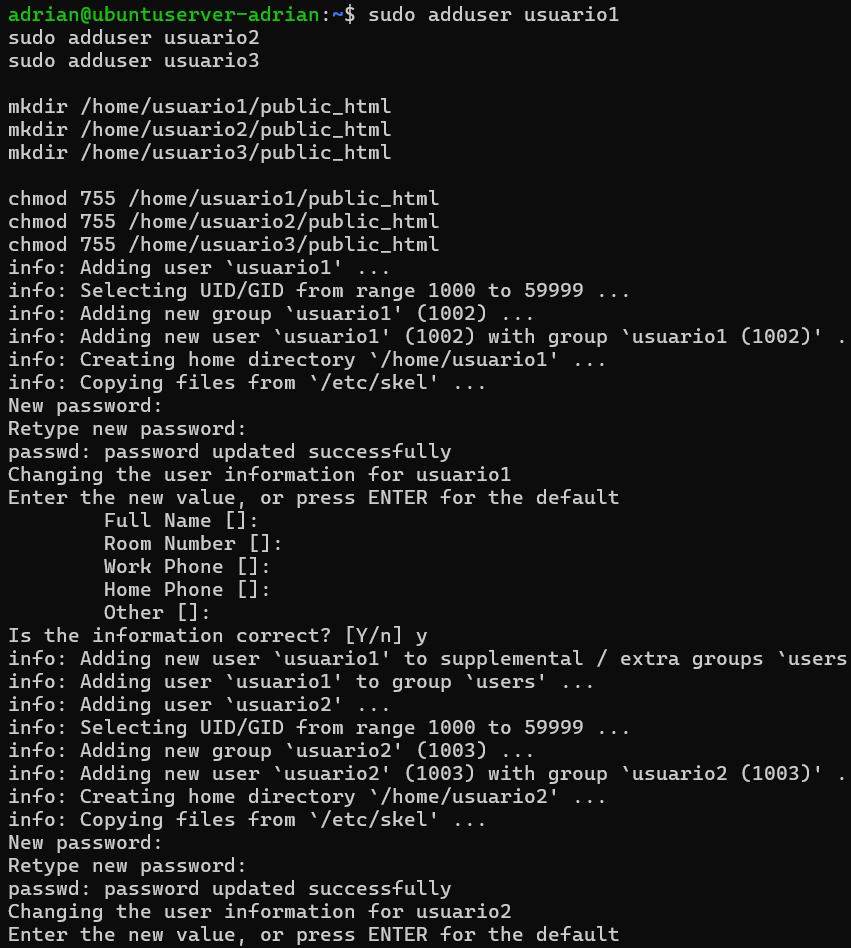 adrian@ubuntuserver-adrian:~$ sudo adduser usuario1
sudo adduser usuario2
sudo adduser usuario3
mkdir /home/usuario1/public_html
mkdir /home/usuario2/public_html
mkdir /home/usuario3/public_html
chmod 755 /home/usuario1/public_html
chmod 755 /home/usuario2/public_html
chmod 755 /home/usuario3/public_html
info: Adding user `usuario1' ...
info: Selecting UID/GID from range 1000 to 59999 ...
info: Adding new group `usuario1' (1002) ...
info: Adding new user `usuario1' (1002) with group `usuario1 (1002)' .
info: Creating home directory `/home/usuario1' ...
info: Copying files from `/etc/skel' ...
New password:
Retype new password:
passwd: password updated successfully
Changing the user information for usuario1
Enter the new value, or press ENTER for the default
        Full Name []:
        Room Number []:
        Work Phone []:
        Home Phone []:
        Other []:
Is the information correct? [Y/n] y
info: Adding new user `usuario1' to supplemental / extra groups `users
info: Adding user `usuario1' to group `users' ...
info: Adding user `usuario2' ...
info: Selecting UID/GID from range 1000 to 59999 ...
info: Adding new group `usuario2' (1003) ...
info: Adding new user `usuario2' (1003) with group `usuario2 (1003)' .
info: Creating home directory `/home/usuario2' ...
info: Copying files from `/etc/skel' ...
New password:
Retype new password:
passwd: password updated successfully
Changing the user information for usuario2
Enter the new value, or press ENTER for the default